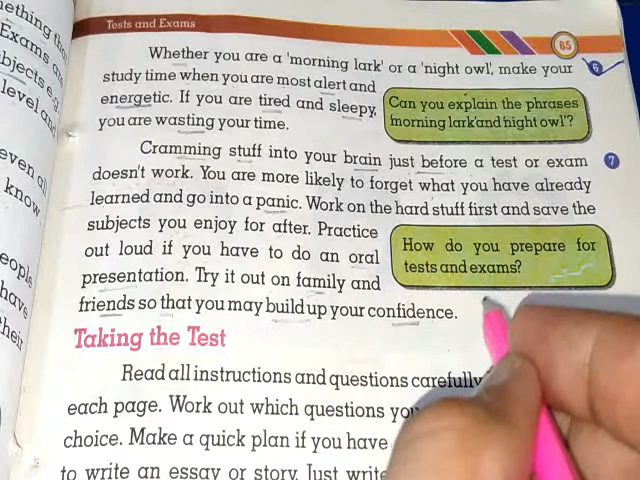 Tests and Exams
65
Whether you are a 'morning lark' or a 'night owl', make your
study time when you are most alert and
energetic. If you are tired and sleepy,
you are wasting your time.
6
Can you explain the phrases
'morning lark' and 'night owl'?
Cramming stuff into your brain just before a test or exam
doesn't work. You are more likely to forget what you have already
learned and go into a panic. Work on the hard stuff first and save the
subjects you enjoy for after. Practice
out loud if you have to do an oral
presentation. Try it out on family and
friends so that you may build up your confidence.
7
How do you prepare for
tests and exams?
Taking the Test
Read all instructions and questions carefully
each page. Work out which questions you
choice. Make a quick plan if you have
to write an essay or story. Just write
Exams
level and
know
have
their